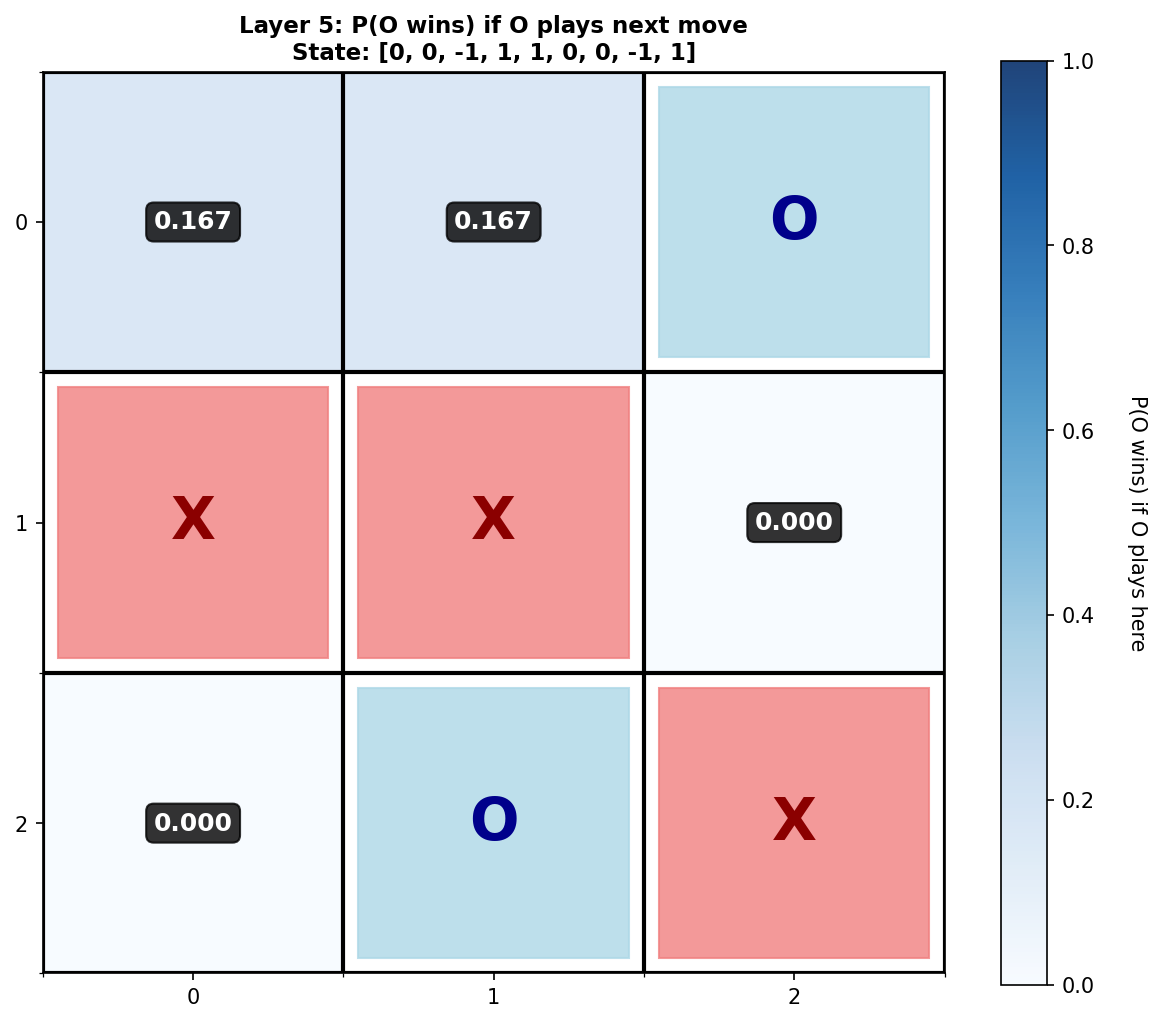 Layer 5: P(O wins) if O plays next move
State: [0, 0, -1, 1, 1, 0, 0, -1, 1]
0
0.167
0.167
O
1
X
X
0.000
2
0.000
O
X
0
1
2
1.0
0.8
0.6
0.4
0.2
0.0
P(O wins) if O plays here